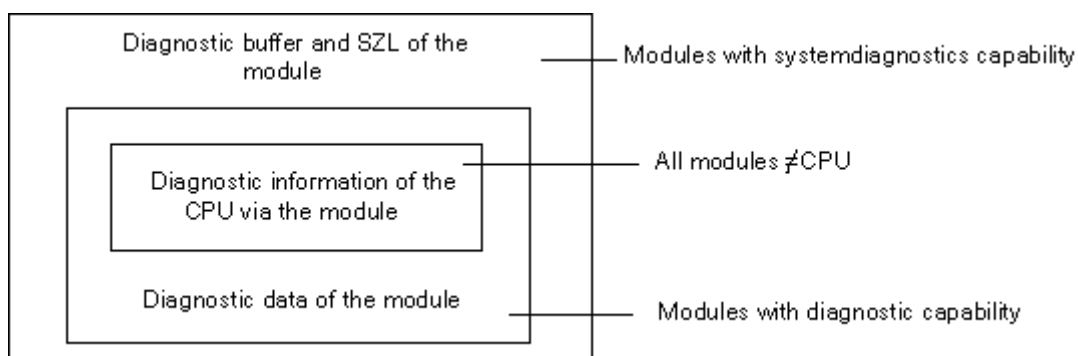 Diagnostic buffer and SZL of the
module
Modules with systemdiagnostics capability
All modules ≠CPU
Diagnostic information of the
CPU via the module
Diagnostic data of the module
Modules with diagnostic capability